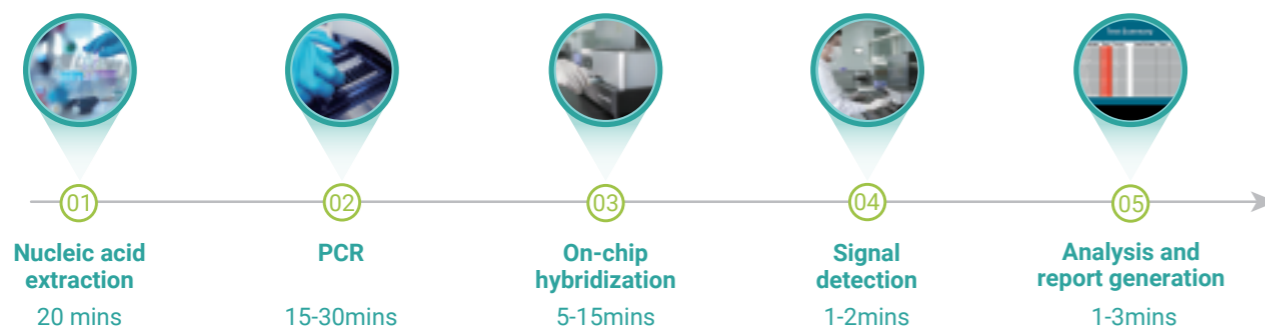 01
02
03
04
05
Nucleic acid
extraction
20 mins
PCR
15-30mins
On-chip
hybridization
5-15mins
Signal
detection
1-2mins
Analysis and
report generation
1-3mins